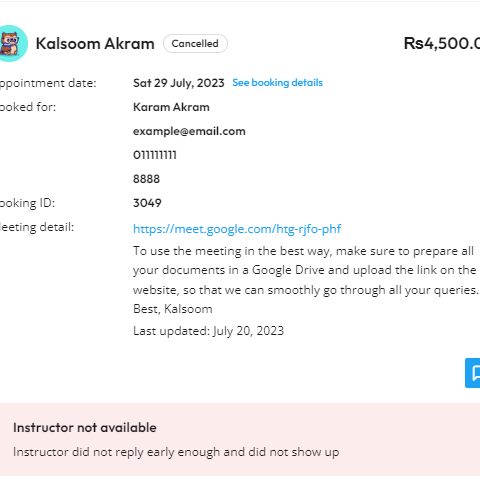 Kalsoom Akram Cancelled ₨4,500.0
ppointment date: Sat 29 July, 2023 See booking details
ooked for: Karam Akram
example@email.com
011111111
8888
ooking ID: 3049
eeting detail: https://meet.google.com/htg-rjfo-phf
To use the meeting in the best way, make sure to prepare all
your documents in a Google Drive and upload the link on the
website, so that we can smoothly go through all your queries.
Best, Kalsoom
Last updated: July 20, 2023
Instructor not available
Instructor did not reply early enough and did not show up